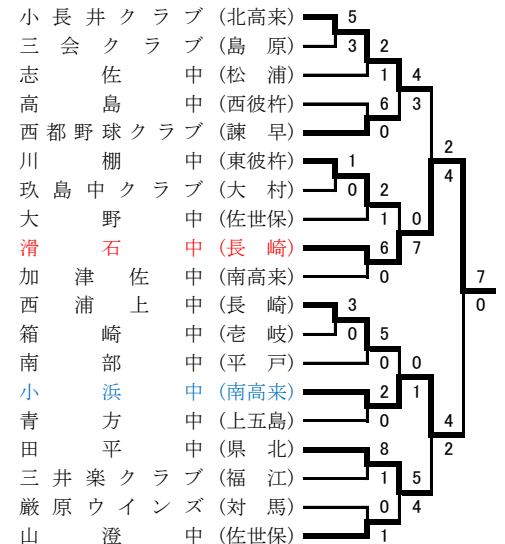 小長井クラブ(北高来) 5
三会クラブ(島原) 3 2
志佐中(松浦) 1 4
高島中(西彼杵) 6 3
西都野球クラブ(諫早) 0
川棚中(東彼杵) 1 2
玖島中クラブ(大村) 0 2 4
大野中(佐世保) 1 0
滑石中(長崎) 6 7
加津佐中(南高来) 0 7
西浦上中(長崎) 3 0
箱崎中(壱岐) 0 5
南部中(平戸) 0 0
小浜中(南高来) 2 1
青方中(上五島) 0 4
田平中(県北) 8 2
三井楽クラブ(福江) 1 5
厳原ウインズ(対馬) 0 4
山澄中(佐世保) 1